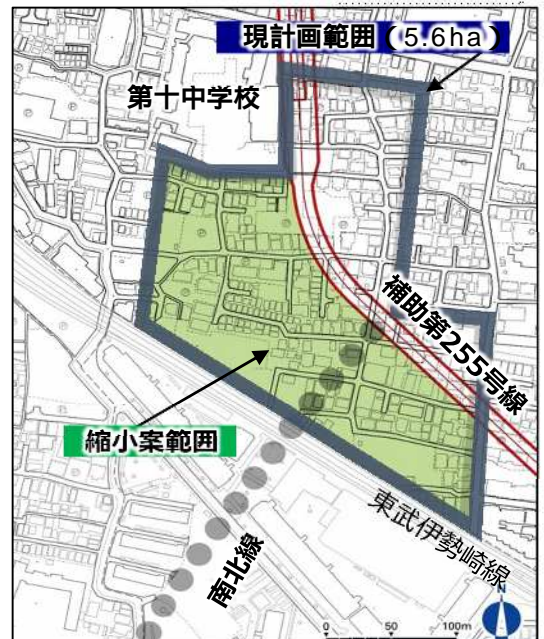 現計画範囲（5.6ha）
第十中学校
補助第255号線
縮小案範囲
東武伊勢崎線
南北線
N
0 50 100m